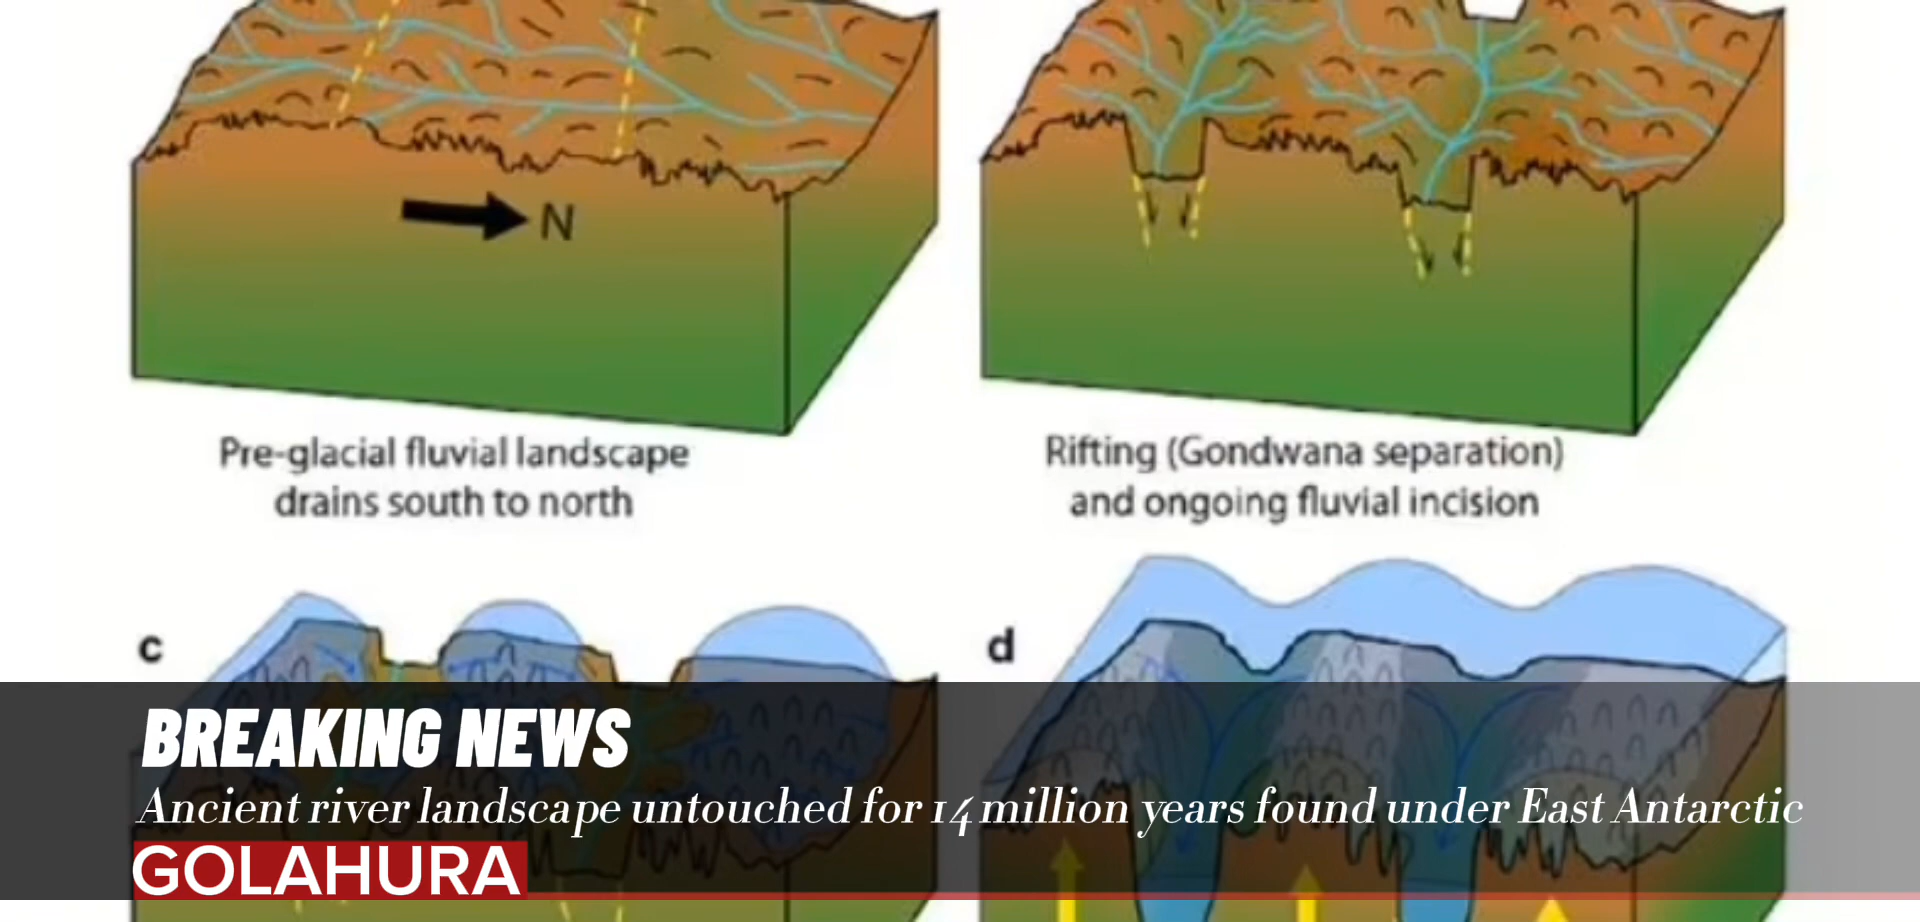 N
Pre-glacial fluvial landscape
drains south to north
Rifting (Gondwana separation)
and ongoing fluvial incision
c
d
BREAKING NEWS
Ancient river landscape untouched for 14 million years found under East Antarctic
GOLAHURA